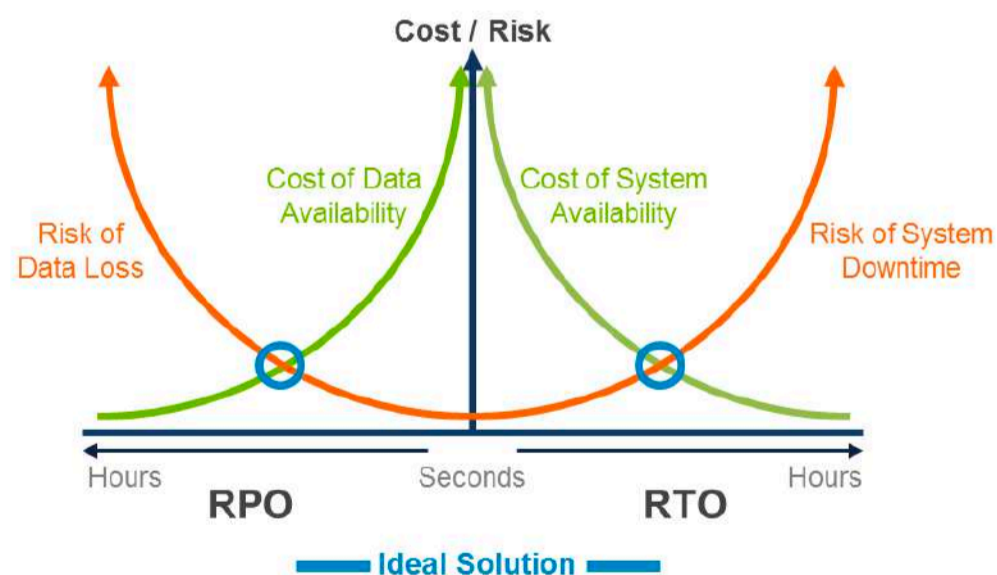 Cost / Risk
Cost of Data
Availability
Cost of System
Availability
Risk of
Data Loss
Risk of System
Downtime
Hours
Seconds
Hours
RPO
RTO
Ideal Solution